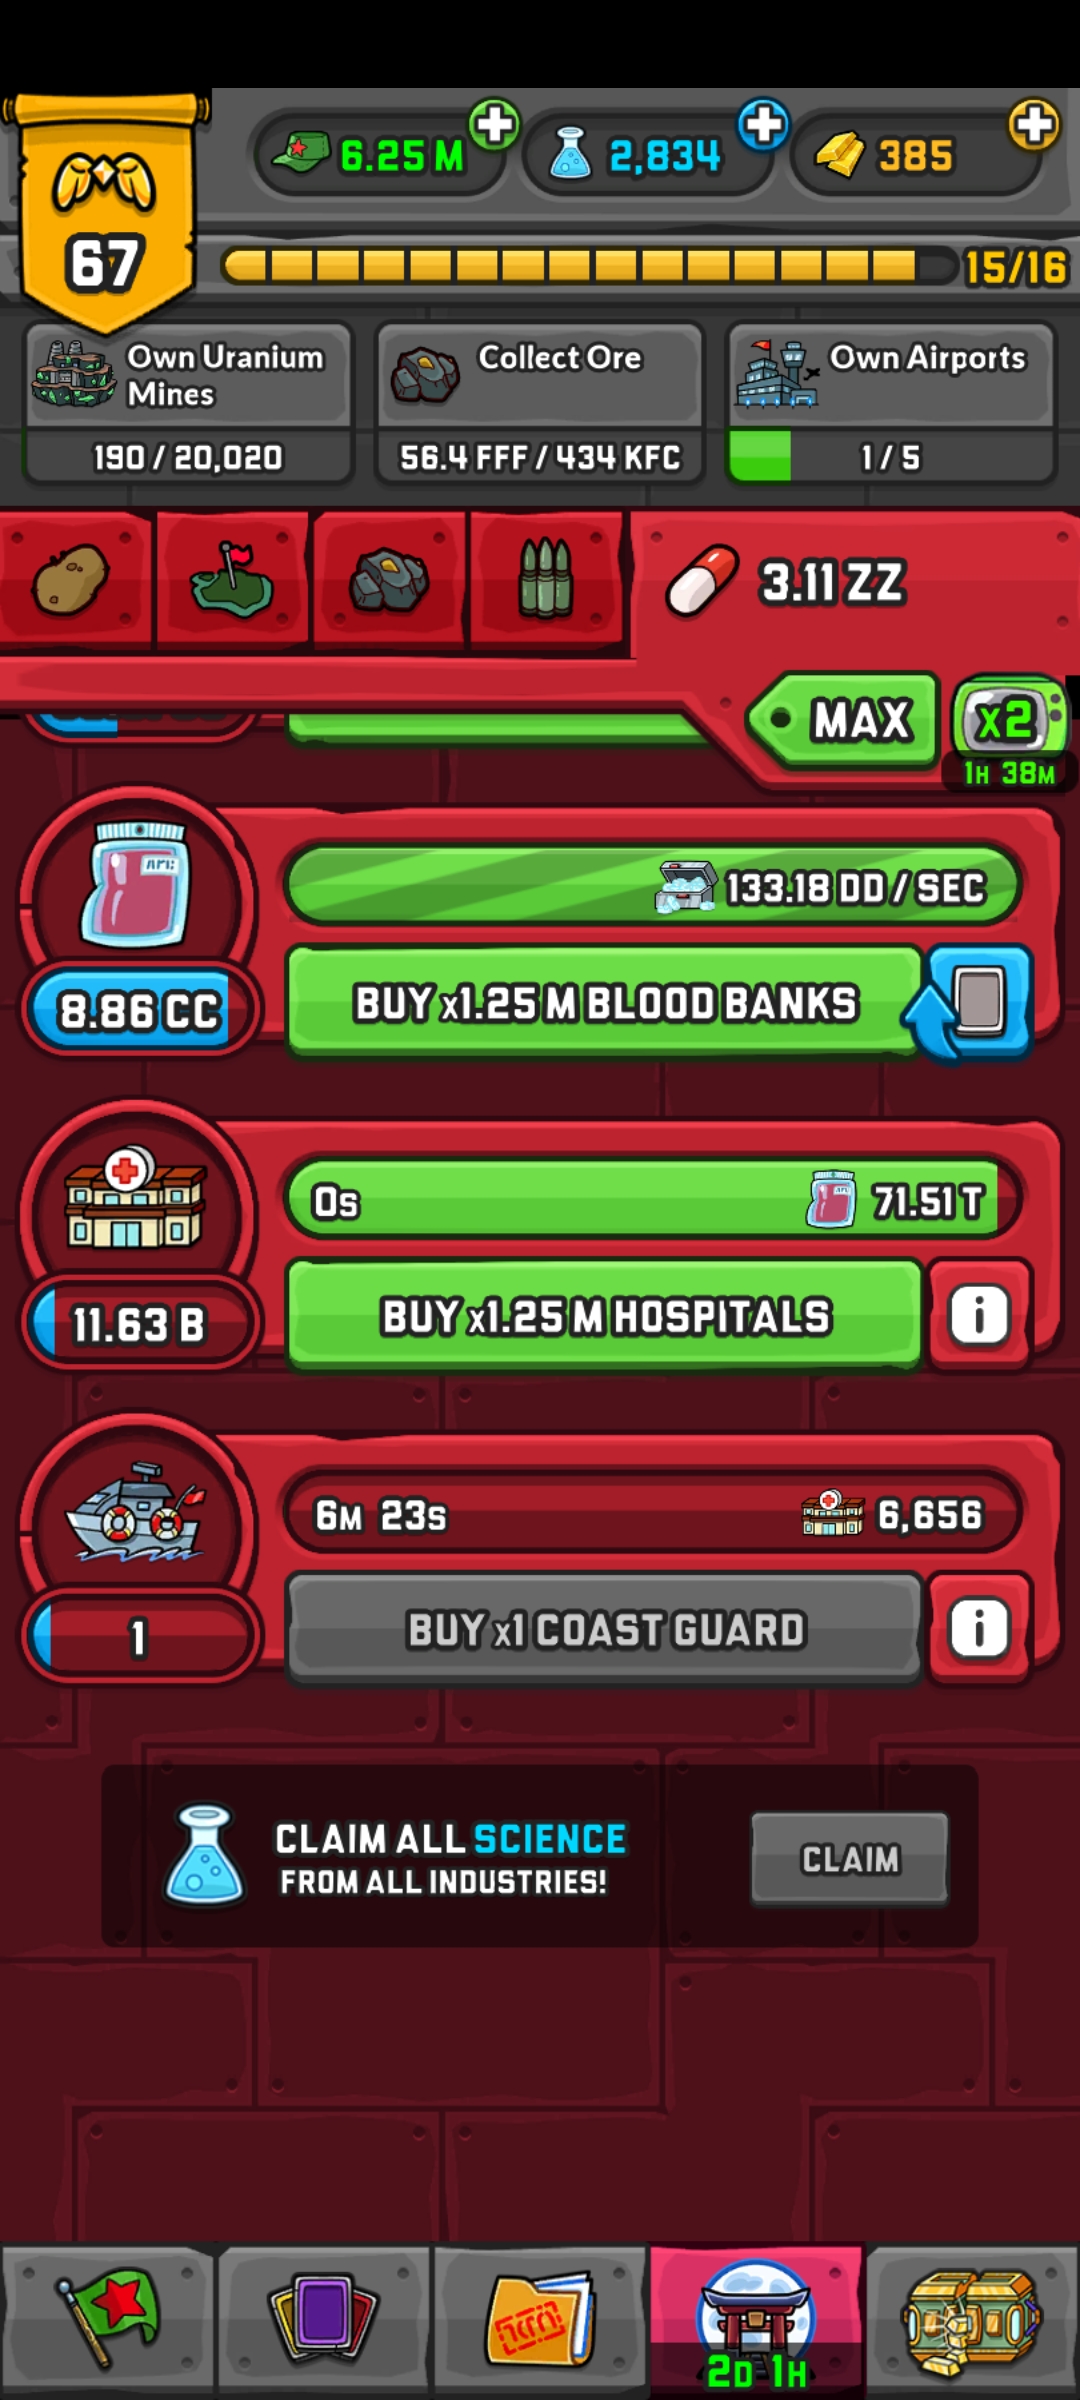 6.25 M
2,834
385
67
15/16
Own Uranium
Mines
190 / 20,020
Collect Ore
56.4 FFF / 434 KFC
Own Airports
1 / 5
3.11 ZZ
MAX
x2
1H 38M
133.18 DD / SEC
8.86 CC
BUY x1.25 M BLOOD BANKS
0s
71.51 T
11.63 B
BUY x1.25 M HOSPITALS
i
6M 23s
6,656
1
BUY x1 COAST GUARD
i
CLAIM ALL SCIENCE
FROM ALL INDUSTRIES!
CLAIM
2D 1H